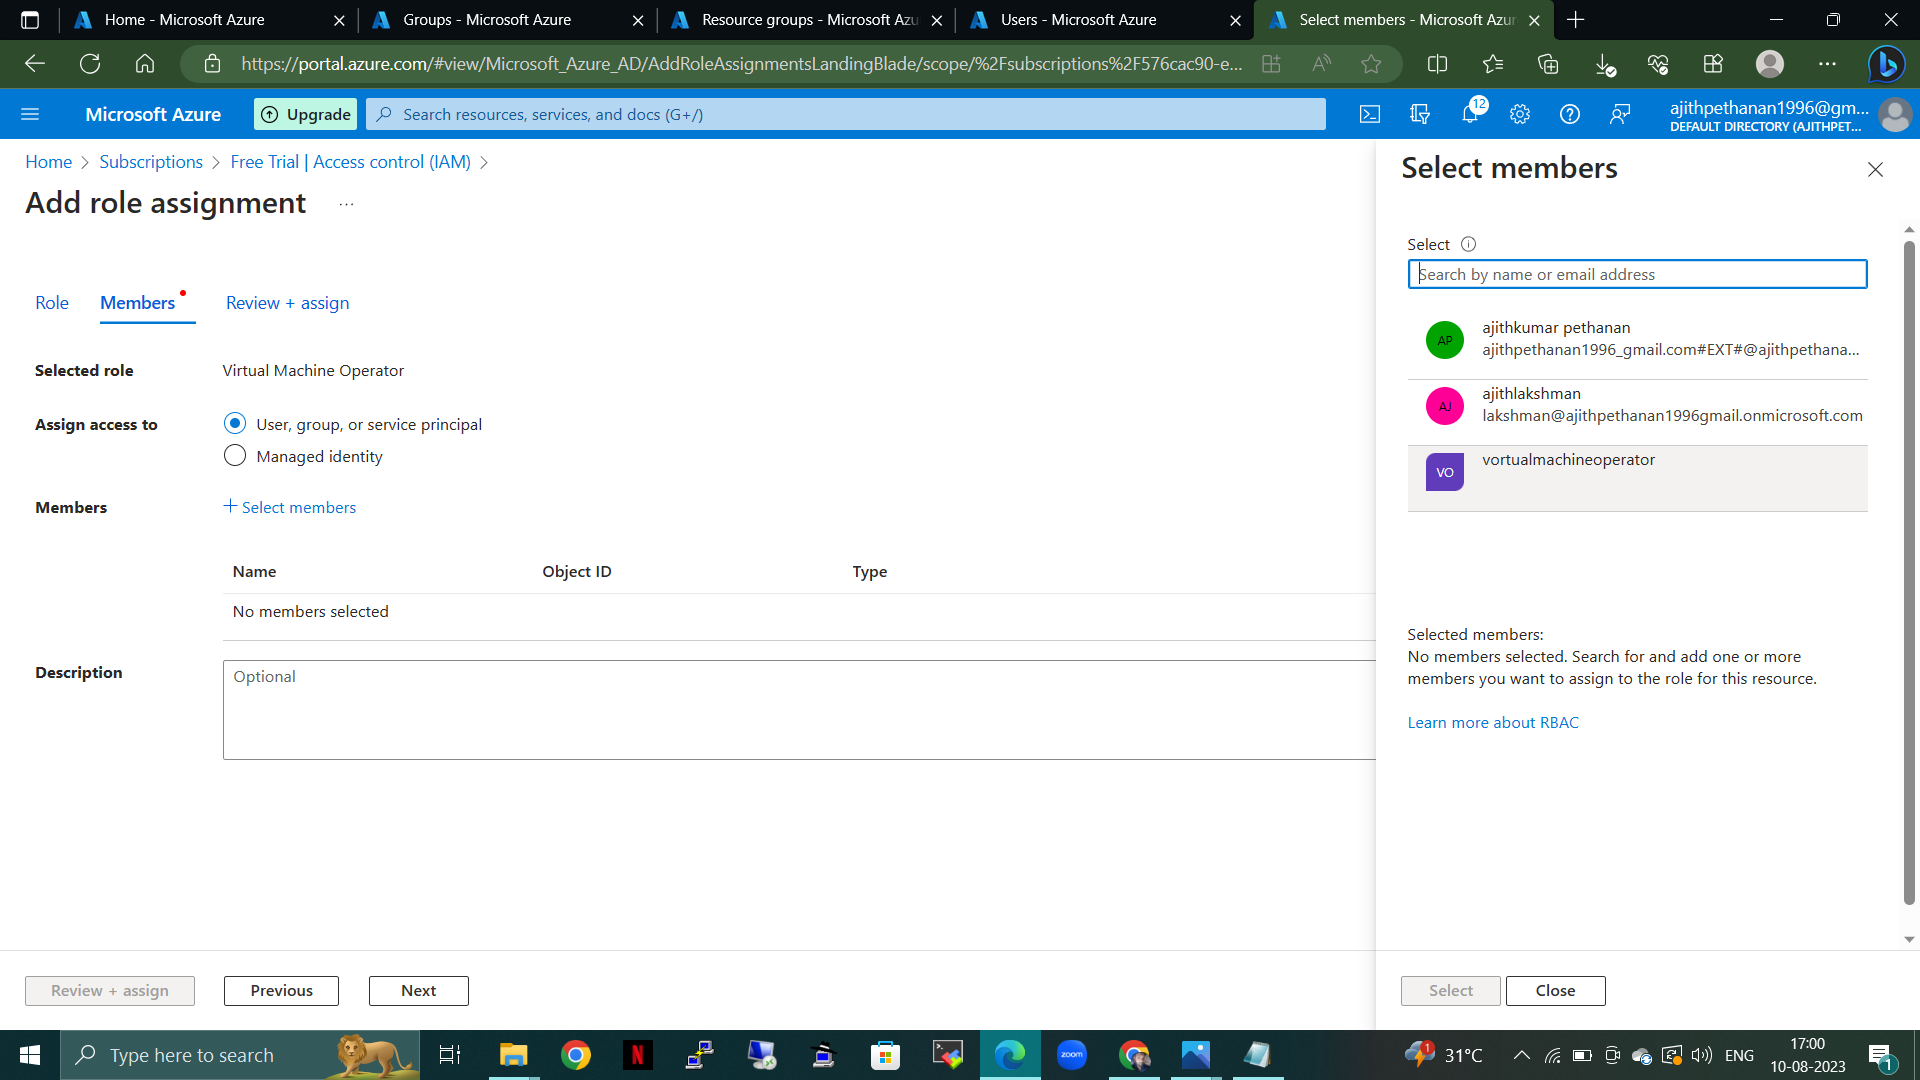 Home - Microsoft Azure
Groups - Microsoft Azure
Resource groups - Microsoft Azu
Users - Microsoft Azure
Select members - Microsoft Azur
https://portal.azure.com/#view/Microsoft_Azure_AD/AddRoleAssignmentsLandingBlade/scope/%2Fsubscriptions%2F576cac90-e...
Microsoft Azure
Upgrade
Search resources, services, and docs (G+/)
12
ajithpethanan1996@gm...
DEFAULT DIRECTORY (AJITHPET...
Home > Subscriptions > Free Trial | Access control (IAM) >
Add role assignment ...
Role
Members
Review + assign
Selected role
Virtual Machine Operator
Assign access to
User, group, or service principal
Managed identity
Members
+ Select members
Name
Object ID
Type
No members selected
Description
Optional
Review + assign
Previous
Next
Select members
Select
Search by name or email address
AP
ajithkumar pethanan
ajithpethanan1996_gmail.com#EXT#@ajithpethana...
AJ
ajithlakshman
lakshman@ajithpethanan1996gmail.onmicrosoft.com
VO
vortualmachineoperator
Selected members:
No members selected. Search for and add one or more
members you want to assign to the role for this resource.
Learn more about RBAC
Select
Close
Type here to search
N
zoom
1
31°C
ENG
17:00
10-08-2023
1